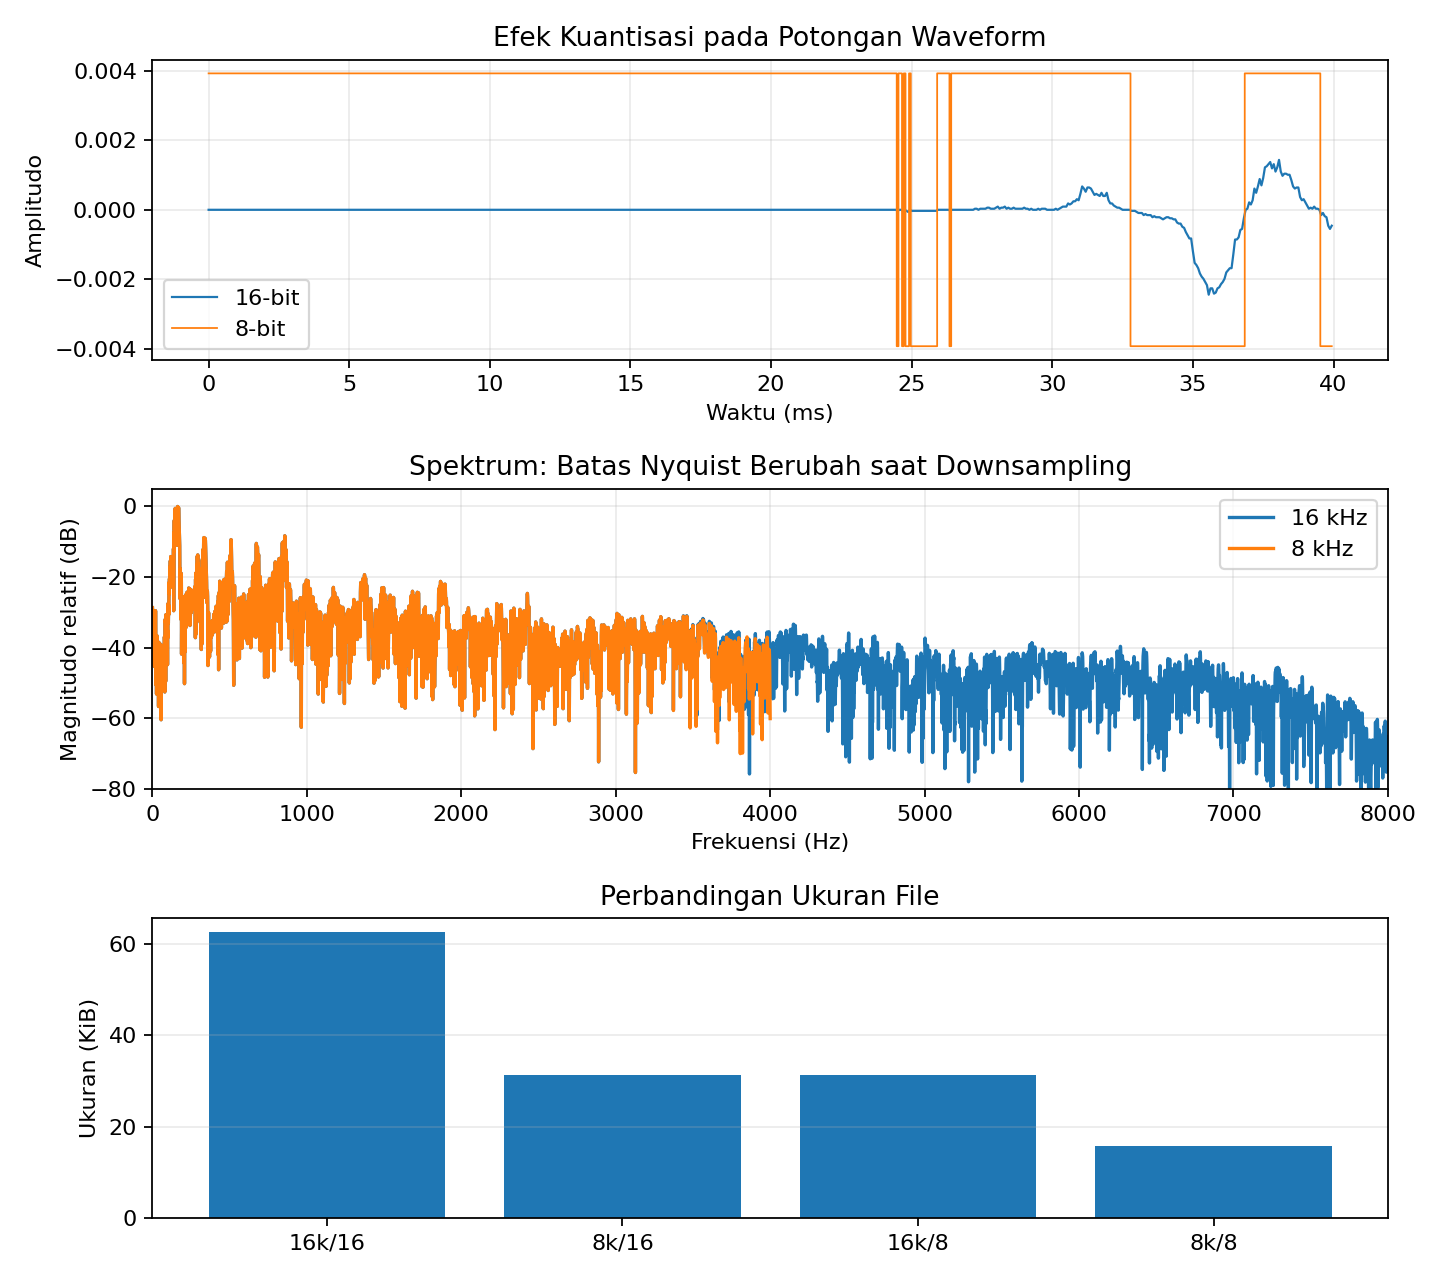 Efek Kuantisasi pada Potongan Waveform
Amplitudo
0.004
0.002
0.000
−0.002
−0.004
16-bit
8-bit
0 5 10 15 20 25 30 35 40
Waktu (ms)
Spektrum: Batas Nyquist Berubah saat Downsampling
Magnitudo relatif (dB)
0
−20
−40
−60
−80
16 kHz
8 kHz
0 1000 2000 3000 4000 5000 6000 7000 8000
Frekuensi (Hz)
Perbandingan Ukuran File
Ukuran (KiB)
60
40
20
0
16k/16 8k/16 16k/8 8k/8